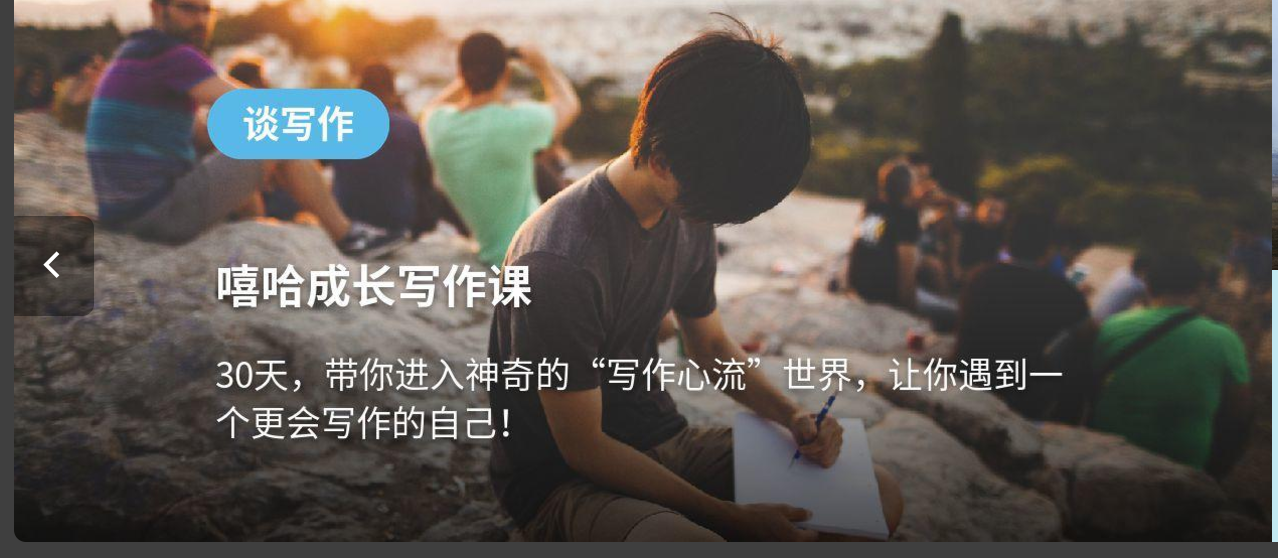 谈写作
嘻哈成长写作课
30天，带你进入神奇的“写作心流”世界，让你遇到一
个更会写作的自己！